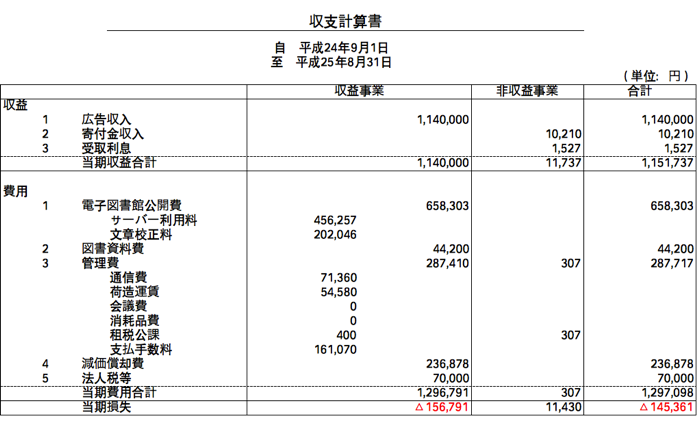 収支計算書
自 平成24年9月1日
至 平成25年8月31日
(単位: 円)
収益事業 非収益事業 合計
収益
1 広告収入 1,140,000 1,140,000
2 寄付金収入 10,210 10,210
3 受取利息 1,527 1,527
当期収益合計 1,140,000 11,737 1,151,737
費用
1 電子図書館公開費 658,303 658,303
サーバー利用料 456,257
文章校正料 202,046
2 図書資料費 44,200 44,200
3 管理費 287,410 307 287,717
通信費 71,360
荷造運賃 54,580
会議費 0
消耗品費 0
租税公課 400 307
支払手数料 161,070
4 減価償却費 236,878 236,878
5 法人税等 70,000 70,000
当期費用合計 1,296,791 307 1,297,098
当期損失 △156,791 11,430 △145,361